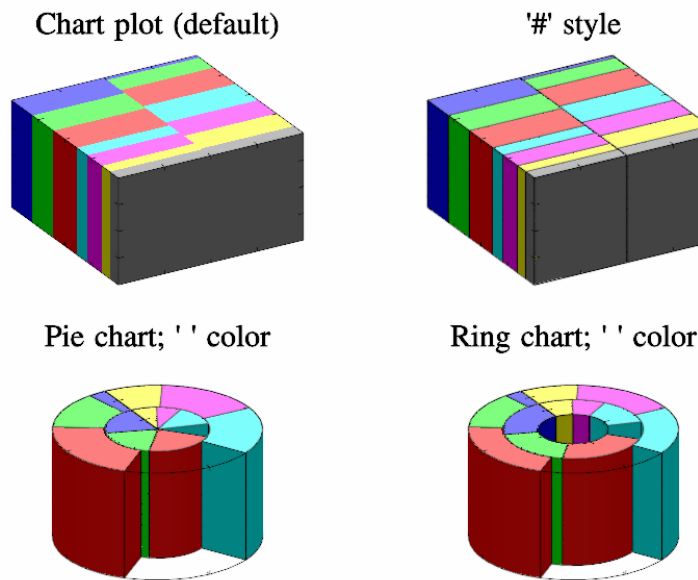 Chart plot (default)
'#' style
Pie chart; ' ' color
Ring chart; ' ' color